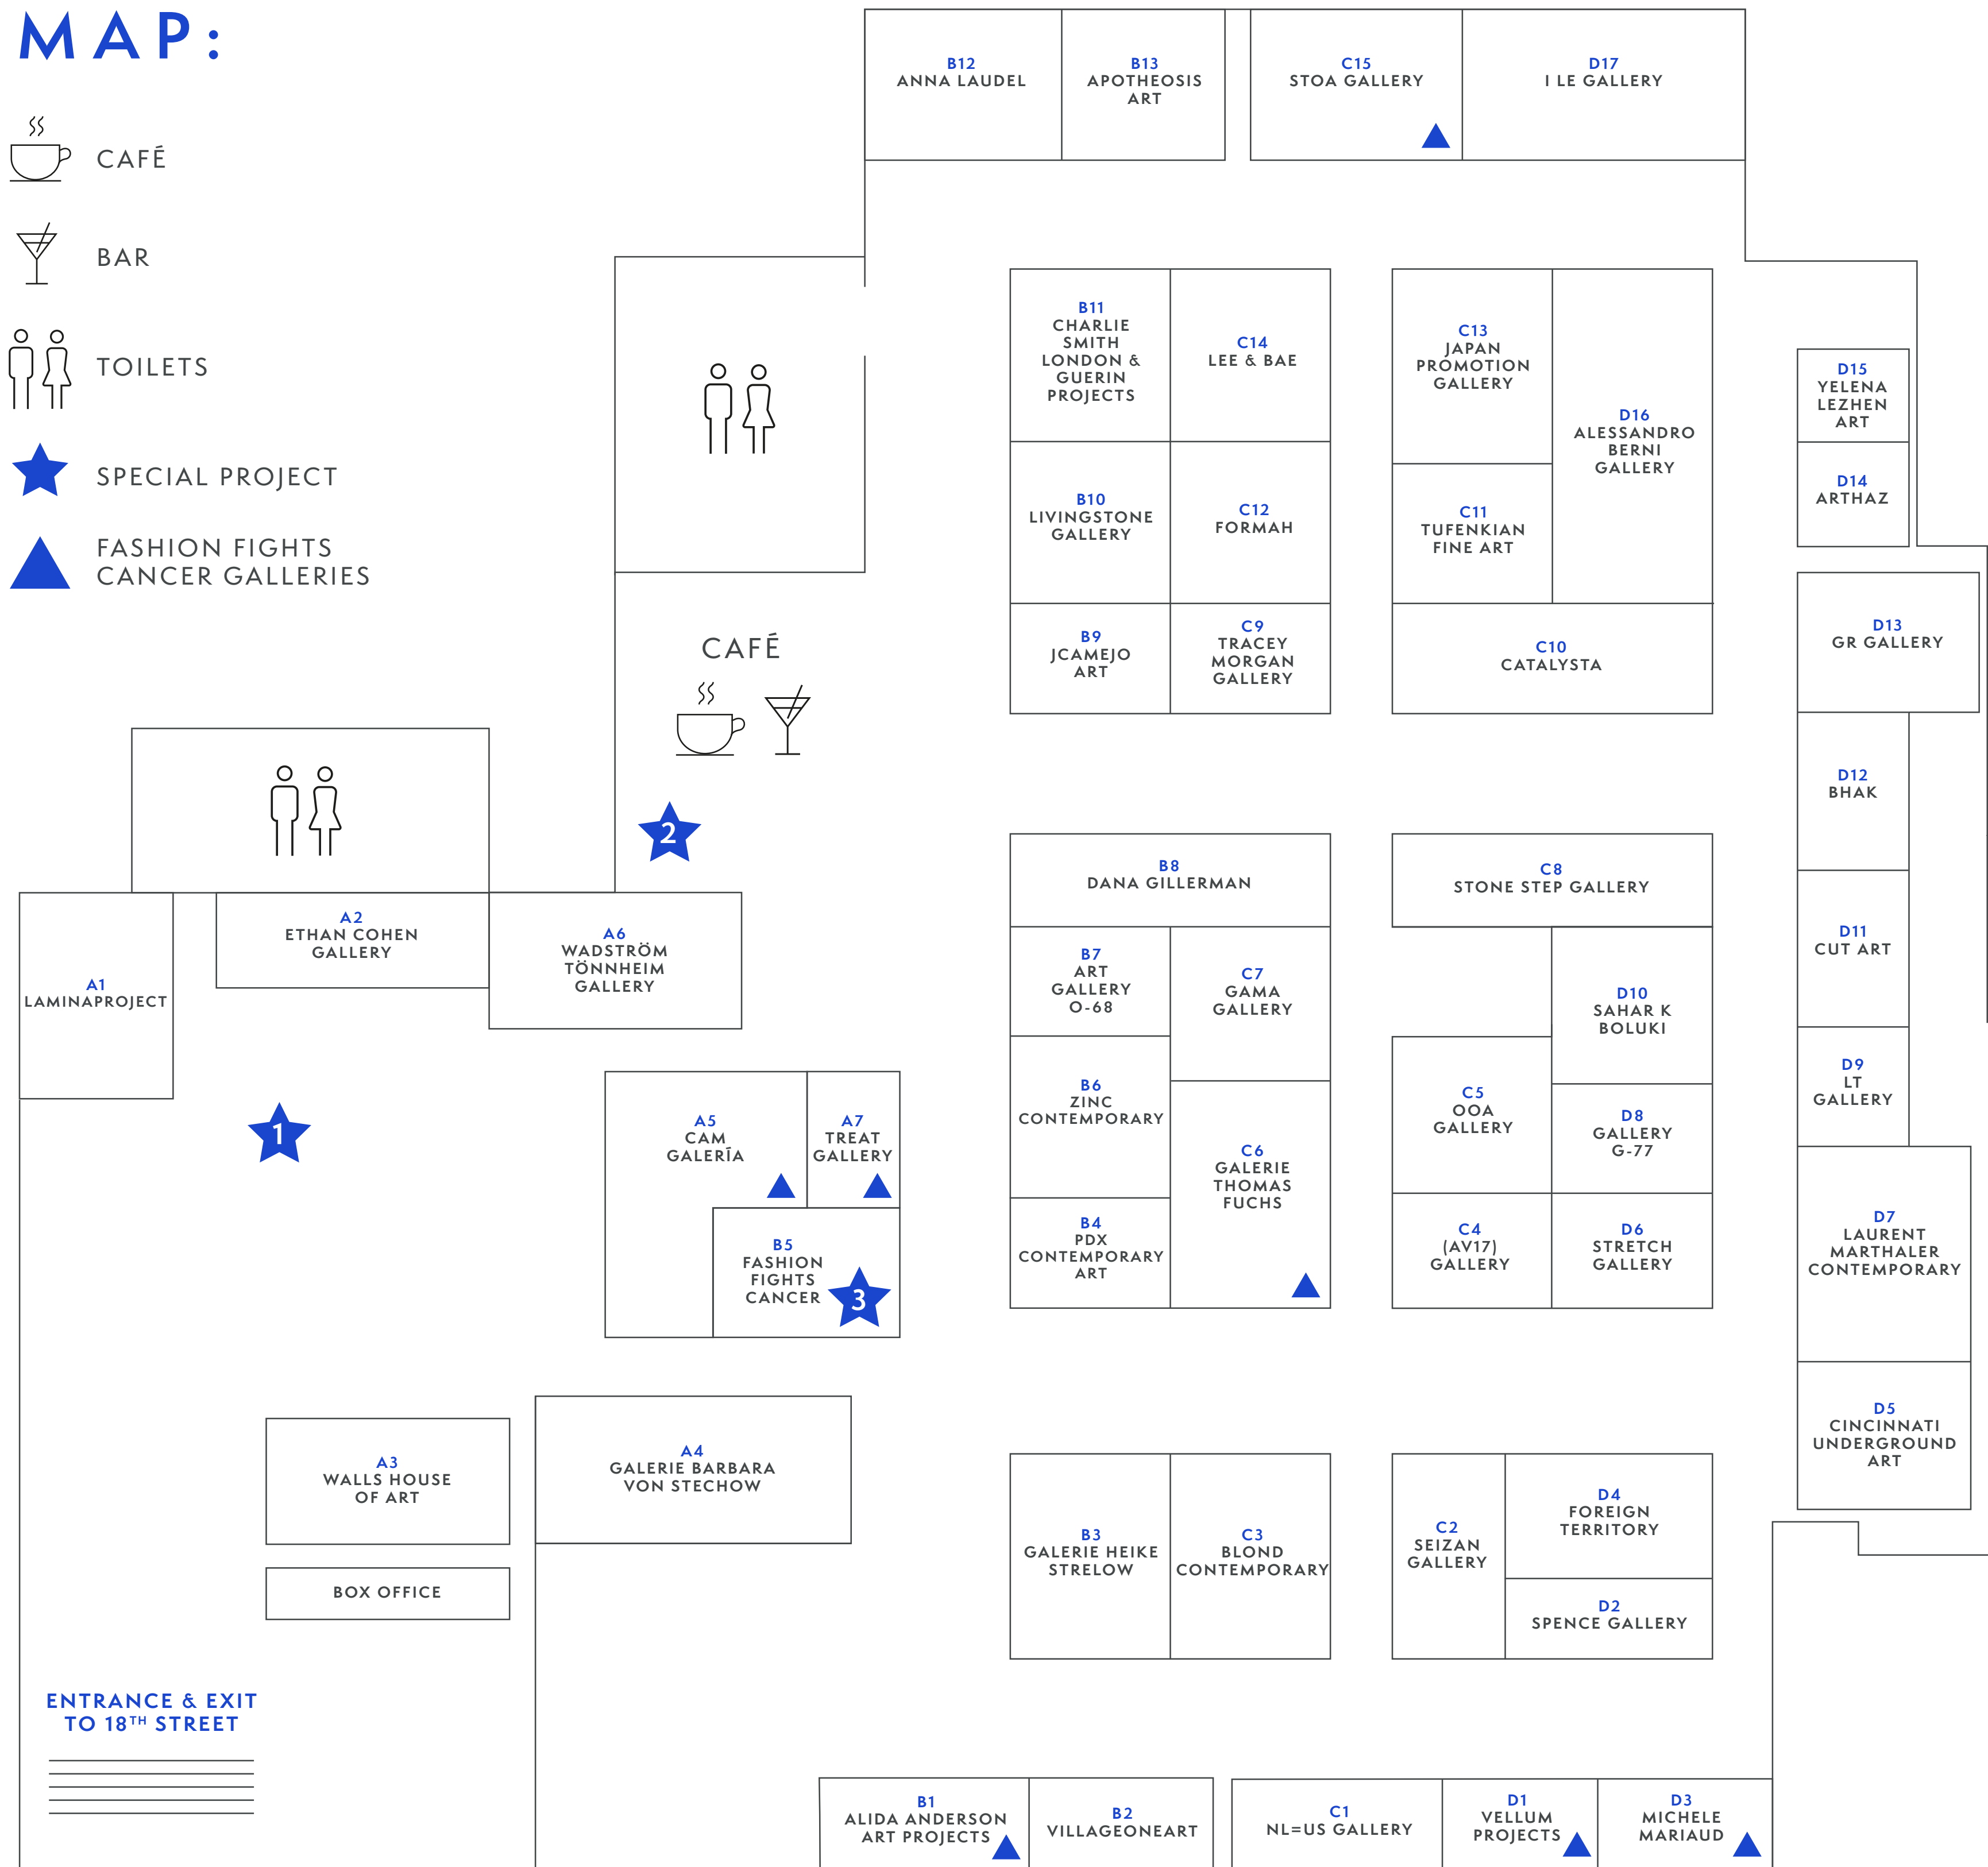 MAP:
CAFÉ
BAR
TOILETS
SPECIAL PROJECT
FASHION FIGHTS
CANCER GALLERIES
B12
ANNA LAUDEL
B13
APOTHEOSIS
ART
C15
STOA GALLERY
D17
I LE GALLERY
B11
CHARLIE
SMITH
LONDON &
GUERIN
PROJECTS
C14
LEE & BAE
C13
JAPAN
PROMOTION
GALLERY
D16
ALESSANDRO
BERNI
GALLERY
D15
YELENA
LEZHEN
ART
D14
ARTHAZ
B10
LIVINGSTONE
GALLERY
C12
FORMAH
C11
TUFENKIAN
FINE ART
D13
GR GALLERY
CAFÉ
B9
JCAMEJO
ART
C9
TRACEY
MORGAN
GALLERY
C10
CATALYSTA
D12
BHAK
2
B8
DANA GILLERMAN
C8
STONE STEP GALLERY
A1
LAMINAPROJECT
A2
ETHAN COHEN
GALLERY
A6
WADSTRÖM
TÖNNHEIM
GALLERY
B7
ART
GALLERY
O-68
C7
GAMA
GALLERY
D10
SAHAR K
BOLUKI
D11
CUT ART
1
A5
CAM
GALERÍA
A7
TREAT
GALLERY
B6
ZINC
CONTEMPORARY
C6
GALERIE
THOMAS
FUCHS
C5
OOA
GALLERY
D8
GALLERY
G-77
D9
LT
GALLERY
B5
FASHION
FIGHTS
CANCER
3
B4
PDX
CONTEMPORARY
ART
C4
(AV17)
GALLERY
D6
STRETCH
GALLERY
D7
LAURENT
MARTHALER
CONTEMPORARY
A3
WALLS HOUSE
OF ART
A4
GALERIE BARBARA
VON STECHOW
D5
CINCINNATI
UNDERGROUND
ART
BOX OFFICE
B3
GALERIE HEIKE
STRELOW
C3
BLOND
CONTEMPORARY
C2
SEIZAN
GALLERY
D4
FOREIGN
TERRITORY
D2
SPENCE GALLERY
ENTRANCE & EXIT
TO 18TH STREET
B1
ALIDA ANDERSON
ART PROJECTS
B2
VILLAGEONEART
C1
NL=US GALLERY
D1
VELLUM
PROJECTS
D3
MICHELE
MARIAUD